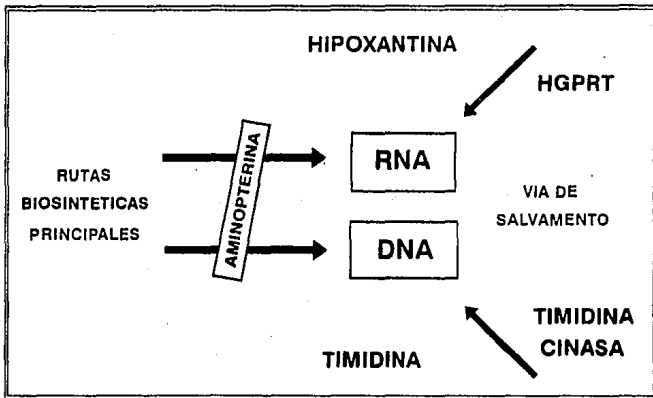 HIPOXANTINA
HGPRT
AMINOPTERINA
RNA
RUTAS
BIOSINTETICAS
PRINCIPALES
VIA DE
SALVAMENTO
DNA
TIMIDINA
CINASA
TIMIDINA